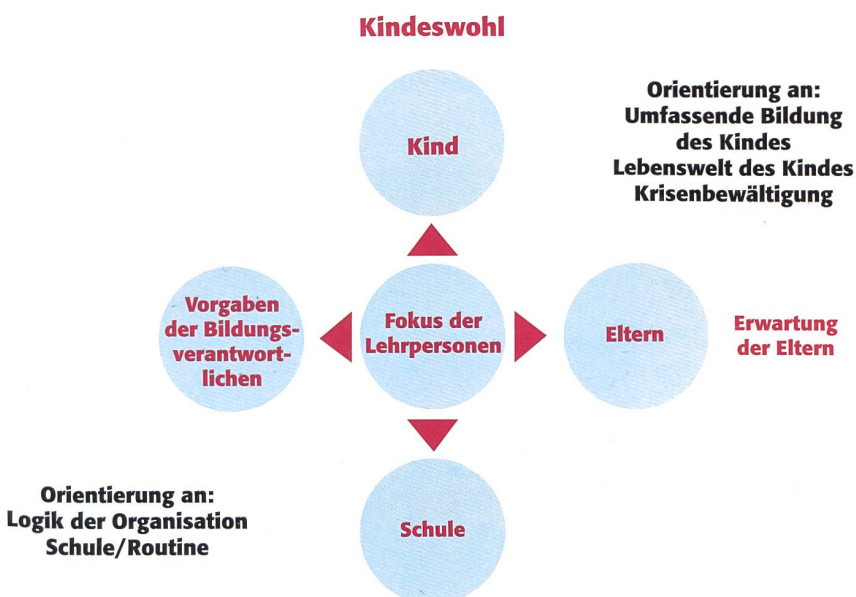 Kindeswohl
Kind
Orientierung an:
Umfassende Bildung
des Kindes
Lebenswelt des Kindes
Krisenbewältigung
Vorgaben
der Bildungs-
verantwort-
lichen
Fokus der
Lehrpersonen
Eltern
Erwartung
der Eltern
Orientierung an:
Logik der Organisation
Schule/Routine
Schule